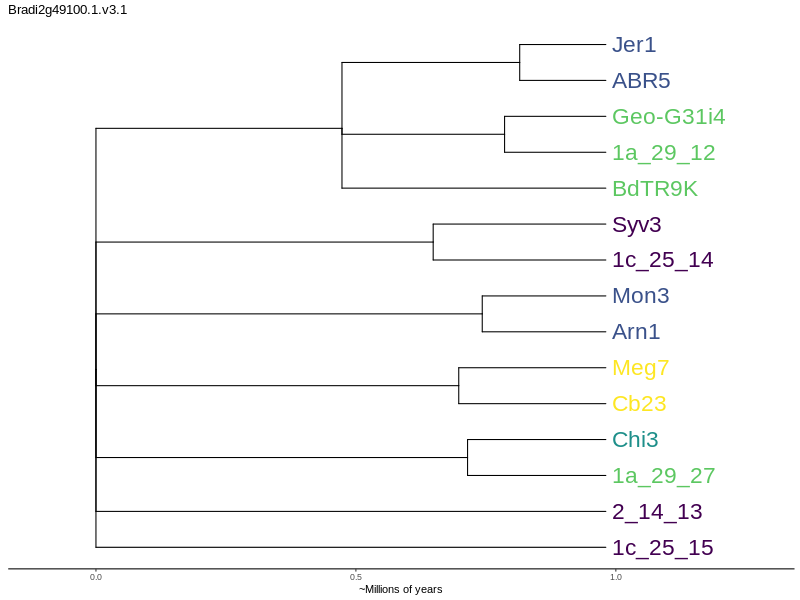 Bradi2g49100.1.v3.1
Jer1
ABR5
Geo-G31i4
1a_29_12
BdTR9K
Syv3
1c_25_14
Mon3
Arn1
Meg7
Cb23
Chi3
1a_29_27
2_14_13
1c_25_15
0.0 0.5 1.0
~Millions of years